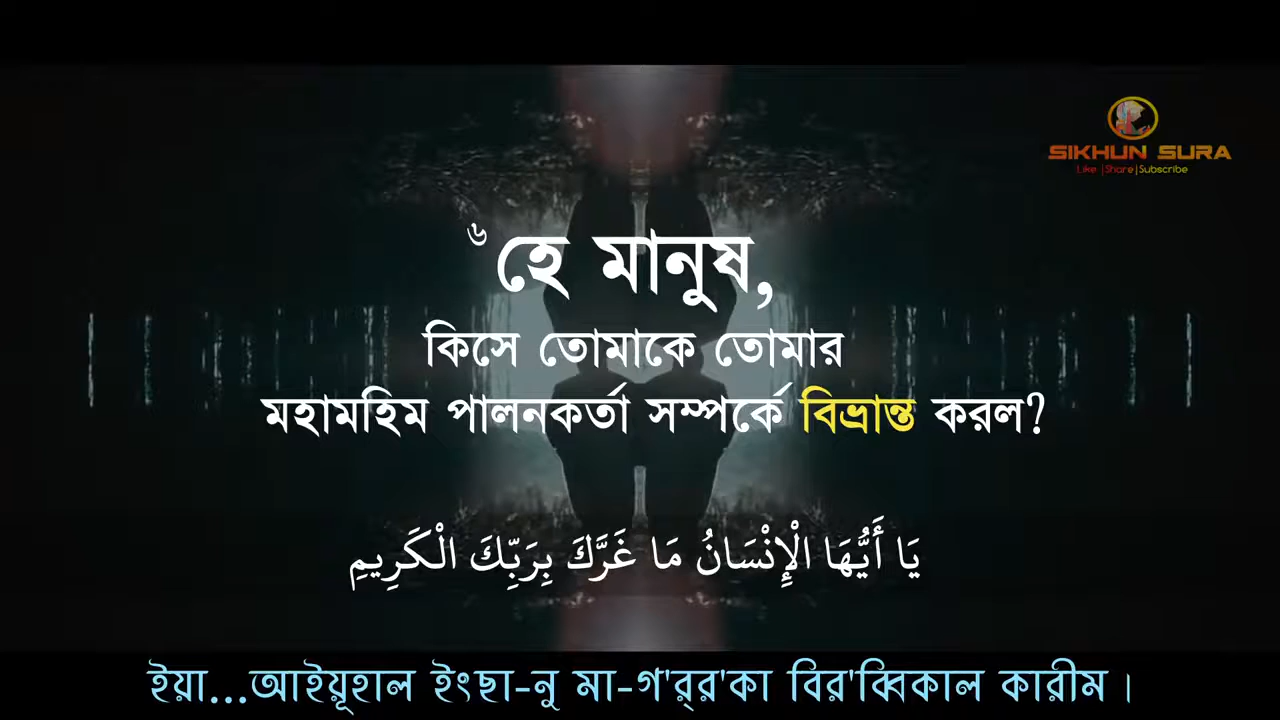 SIKHUN SURA
Like |Share|Subscribe
৬ হে মানুষ,
কিসে তোমাকে তোমার
মহামহিম পালনকর্তা সম্পর্কে বিভ্রান্ত করল?
يَا أَيُّهَا الْإِنْسَانُ مَا غَرَّكَ بِرَبِّكَ الْكَرِيمِ
ইয়া...আইয়ূহাল ইংছা-নু মা-গ'র্‌র'কা বির'ব্বিকাল কারীম।